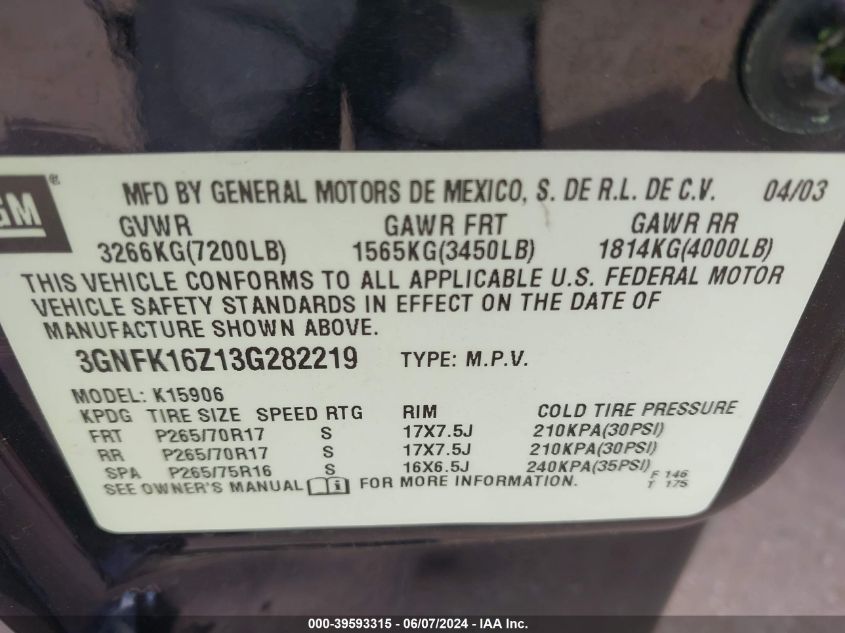 GM® MFD BY GENERAL MOTORS DE MEXICO, S. DE R.L. DE C.V. 04/03
GVWR GAWR FRT GAWR RR
3266KG(7200LB) 1565KG(3450LB) 1814KG(4000LB)
THIS VEHICLE CONFORMS TO ALL APPLICABLE U.S. FEDERAL MOTOR
VEHICLE SAFETY STANDARDS IN EFFECT ON THE DATE OF
MANUFACTURE SHOWN ABOVE.
3GNFK16Z13G282219 TYPE: M.P.V.
MODEL: K15906
KPDG TIRE SIZE SPEED RTG RIM COLD TIRE PRESSURE
FRT P265/70R17 S 17X7.5J 210KPA(30PSI)
RR P265/70R17 S 17X7.5J 210KPA(30PSI)
SPA P265/75R16 S 16X6.5J 240KPA(35PSI) F 146
SEE OWNER'S MANUAL i FOR MORE INFORMATION. T 175
000-39593315 - 06/07/2024 - IAA Inc.